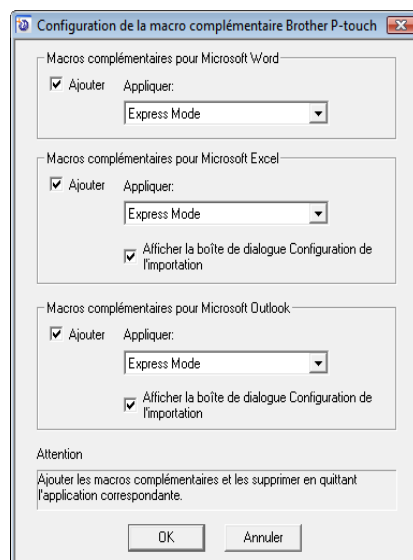 Configuration de la macro complémentaire Brother P-touch
Macros complémentaires pour Microsoft Word
Ajouter
Appliquer:
Express Mode
Macros complémentaires pour Microsoft Excel
Ajouter
Appliquer:
Express Mode
Afficher la boîte de dialogue Configuration de
l'importation
Macros complémentaires pour Microsoft Outlook
Ajouter
Appliquer:
Express Mode
Afficher la boîte de dialogue Configuration de
l'importation
Attention
Ajouter les macros complémentaires et les supprimer en quittant
l'application correspondante.
OK
Annuler